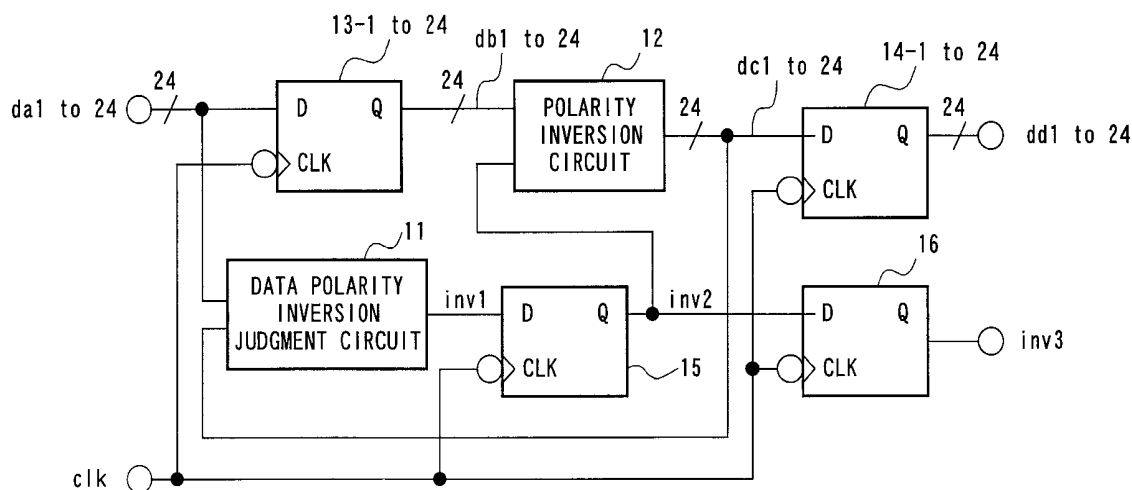 13-1 to 24
24
da1 to 24
D Q
CLK
24
db1 to 24
12
POLARITY
INVERSION
CIRCUIT
24
dc1 to 24
14-1 to 24
D Q
CLK
24
dd1 to 24
11
DATA POLARITY
INVERSION
JUDGMENT CIRCUIT
inv1
D Q
CLK
15
inv2
16
D Q
CLK
inv3
clk